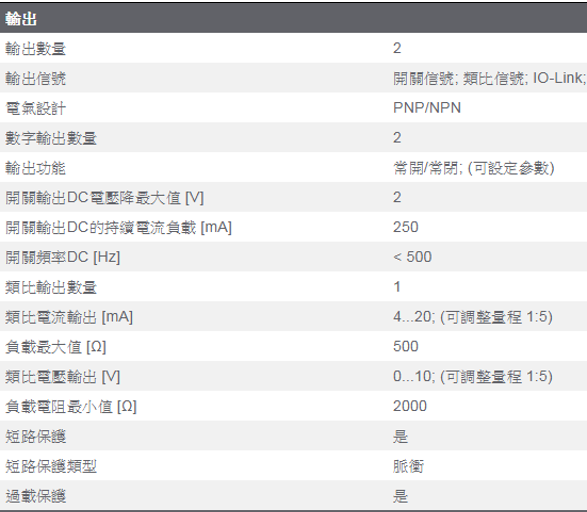 輸出
輸出數量 2
輸出信號 開關信號; 類比信號; IO-Link;
電氣設計 PNP/NPN
數字輸出數量 2
輸出功能 常開/常閉; (可設定參數)
開關輸出DC電壓降最大值 [V] 2
開關輸出DC的持續電流負載 [mA] 250
開關頻率DC [Hz] < 500
類比輸出數量 1
類比電流輸出 [mA] 4...20; (可調整量程 1:5)
負載最大值 [Ω] 500
類比電壓輸出 [V] 0...10; (可調整量程 1:5)
負載電阻最小值 [Ω] 2000
短路保護 是
短路保護類型 脈衝
過載保護 是